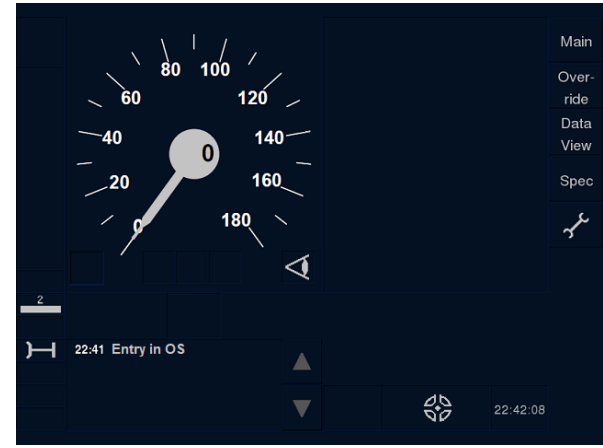 Main
Over-
ride
Data
View
Spec
80 100
60 120
40 140
0
20 160
0 180
2
22:41 Entry in OS
22:42:08